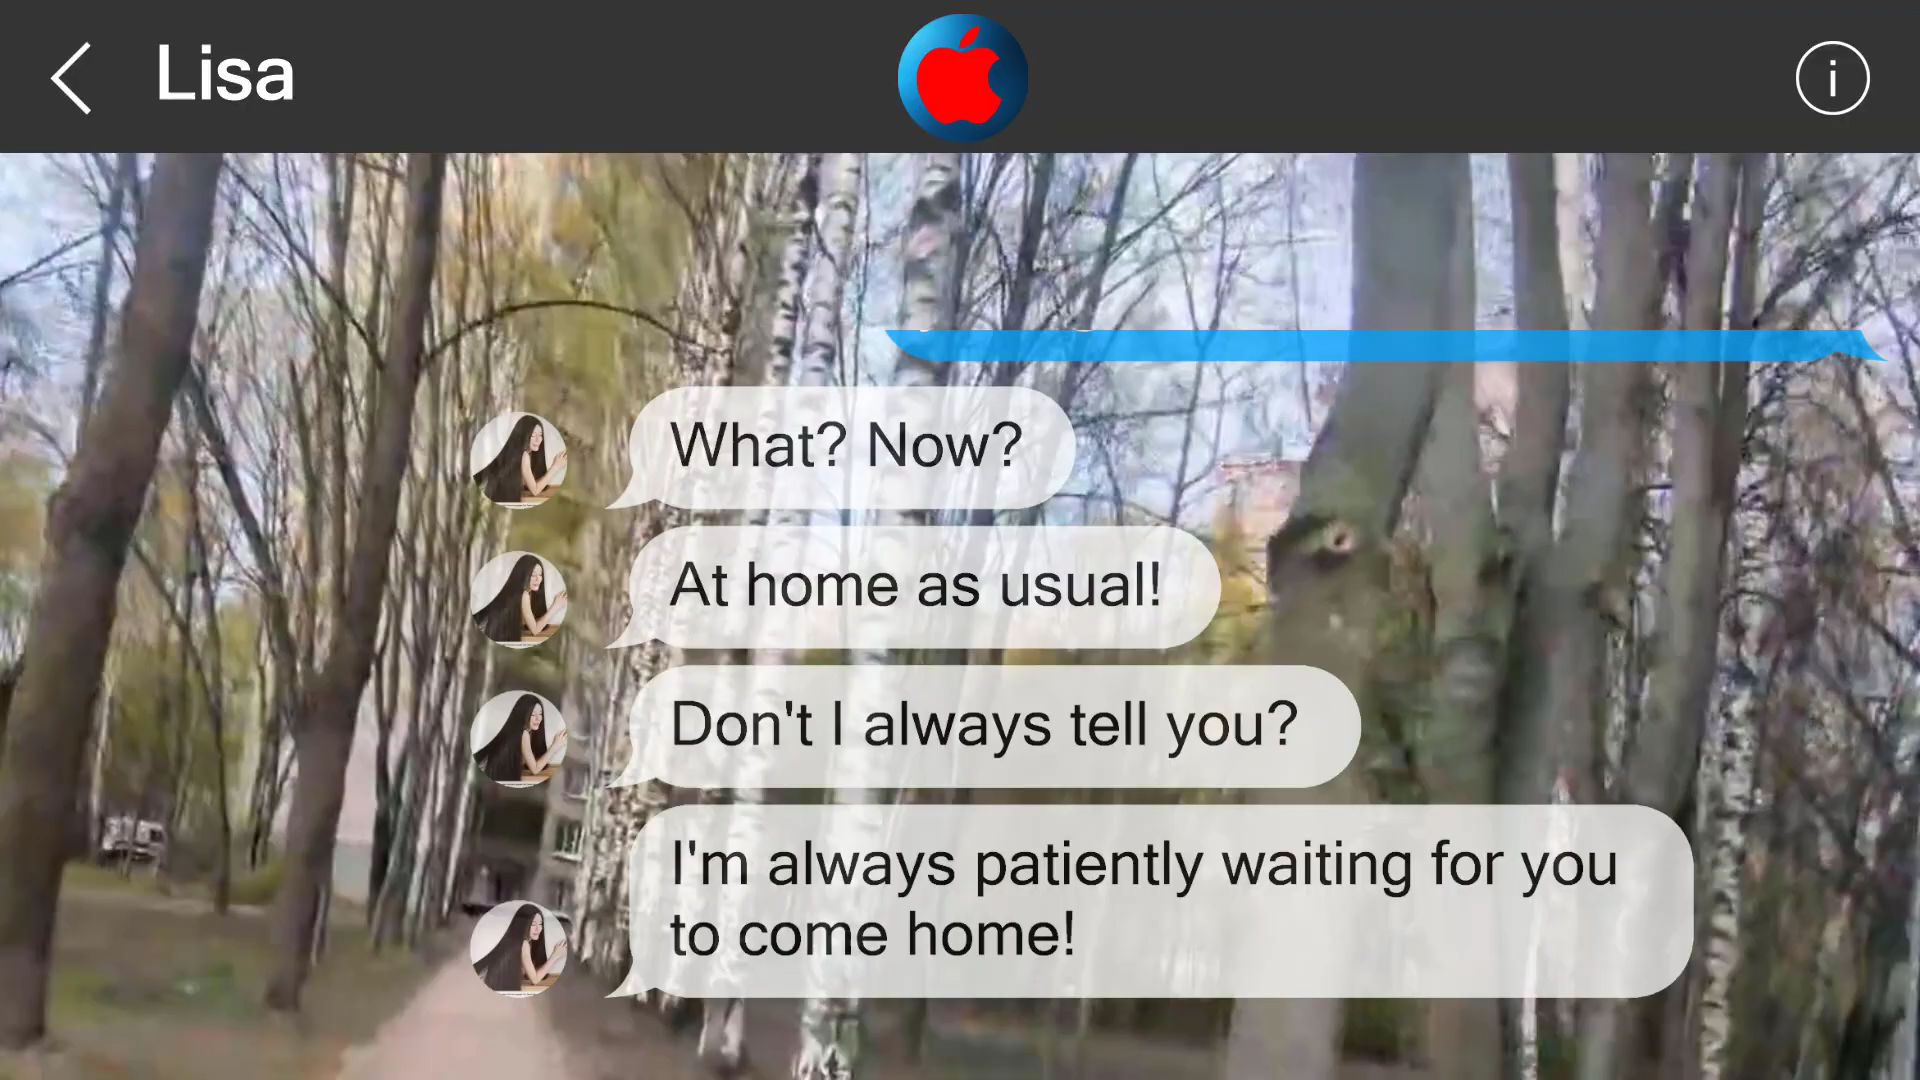 Lisa
What? Now?
At home as usual!
Don't I always tell you?
I'm always patiently waiting for you
to come home!